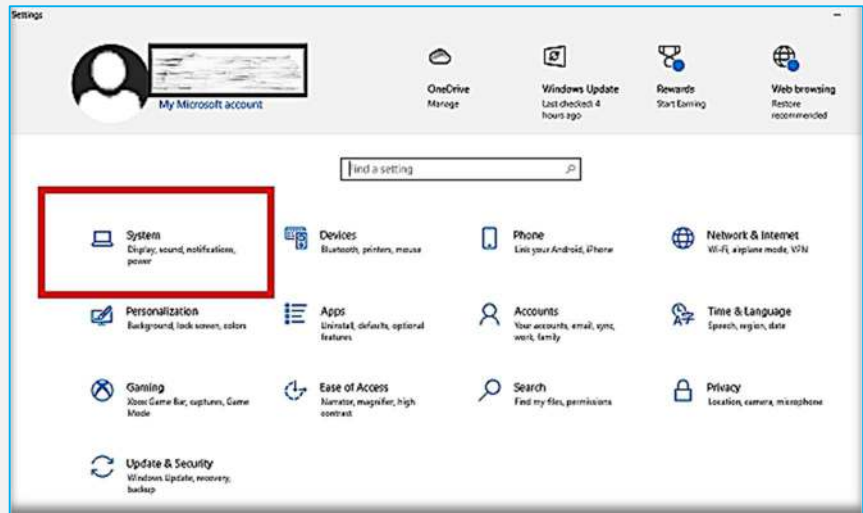 Settings
OneDrive
Manage
Windows Update
Last checked: 4
hours ago
Rewards
Start Earning
Web browsing
Restore
recommended
My Microsoft account
Find a setting
System
Display, sound, notifications,
power
Devices
Bluetooth, printers, mouse
Phone
Link your Android, iPhone
Network & Internet
Wi-Fi, airplane mode, VPN
Personalization
Background, lock screen, colors
Apps
Uninstall, defaults, optional
features
Accounts
Your accounts, email, sync,
work, family
Time & Language
Speech, region, date
Gaming
Xbox Game Bar, captures, Game
Mode
Ease of Access
Narrator, magnifier, high
contrast
Search
Find my files, permissions
Privacy
Location, camera, microphone
Update & Security
Windows Update, recovery,
backup